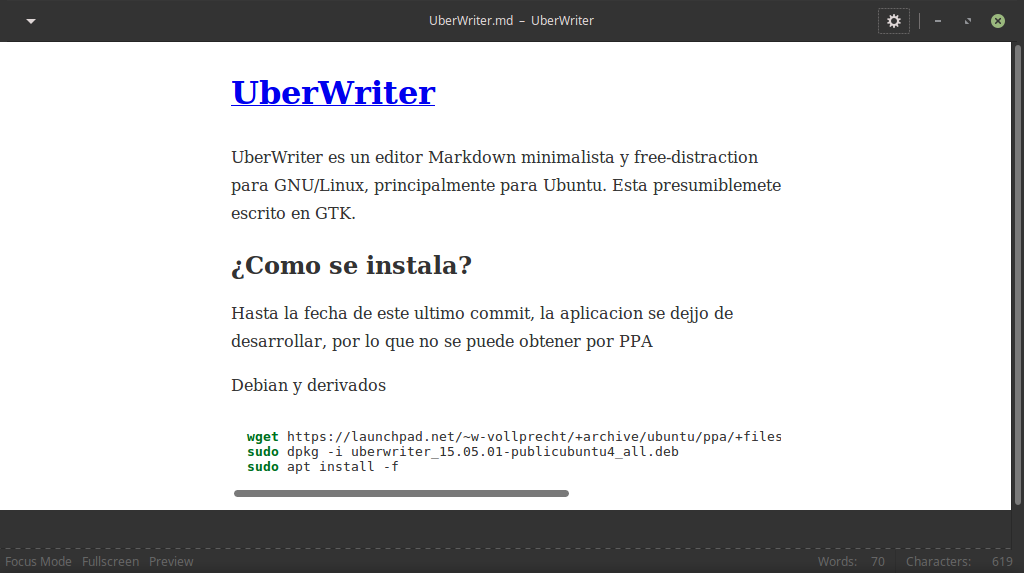 UberWriter.md – UberWriter
UberWriter
UberWriter es un editor Markdown minimalista y free-distraction
para GNU/Linux, principalmente para Ubuntu. Esta presumiblemete
escrito en GTK.
¿Como se instala?
Hasta la fecha de este ultimo commit, la aplicacion se dejjo de
desarrollar, por lo que no se puede obtener por PPA
Debian y derivados
wget https://launchpad.net/~w-vollprecht/+archive/ubuntu/ppa/+files
sudo dpkg -i uberwriter_15.05.01-publicubuntu4_all.deb
sudo apt install -f
Focus Mode Fullscreen Preview Words: 70 Characters: 619